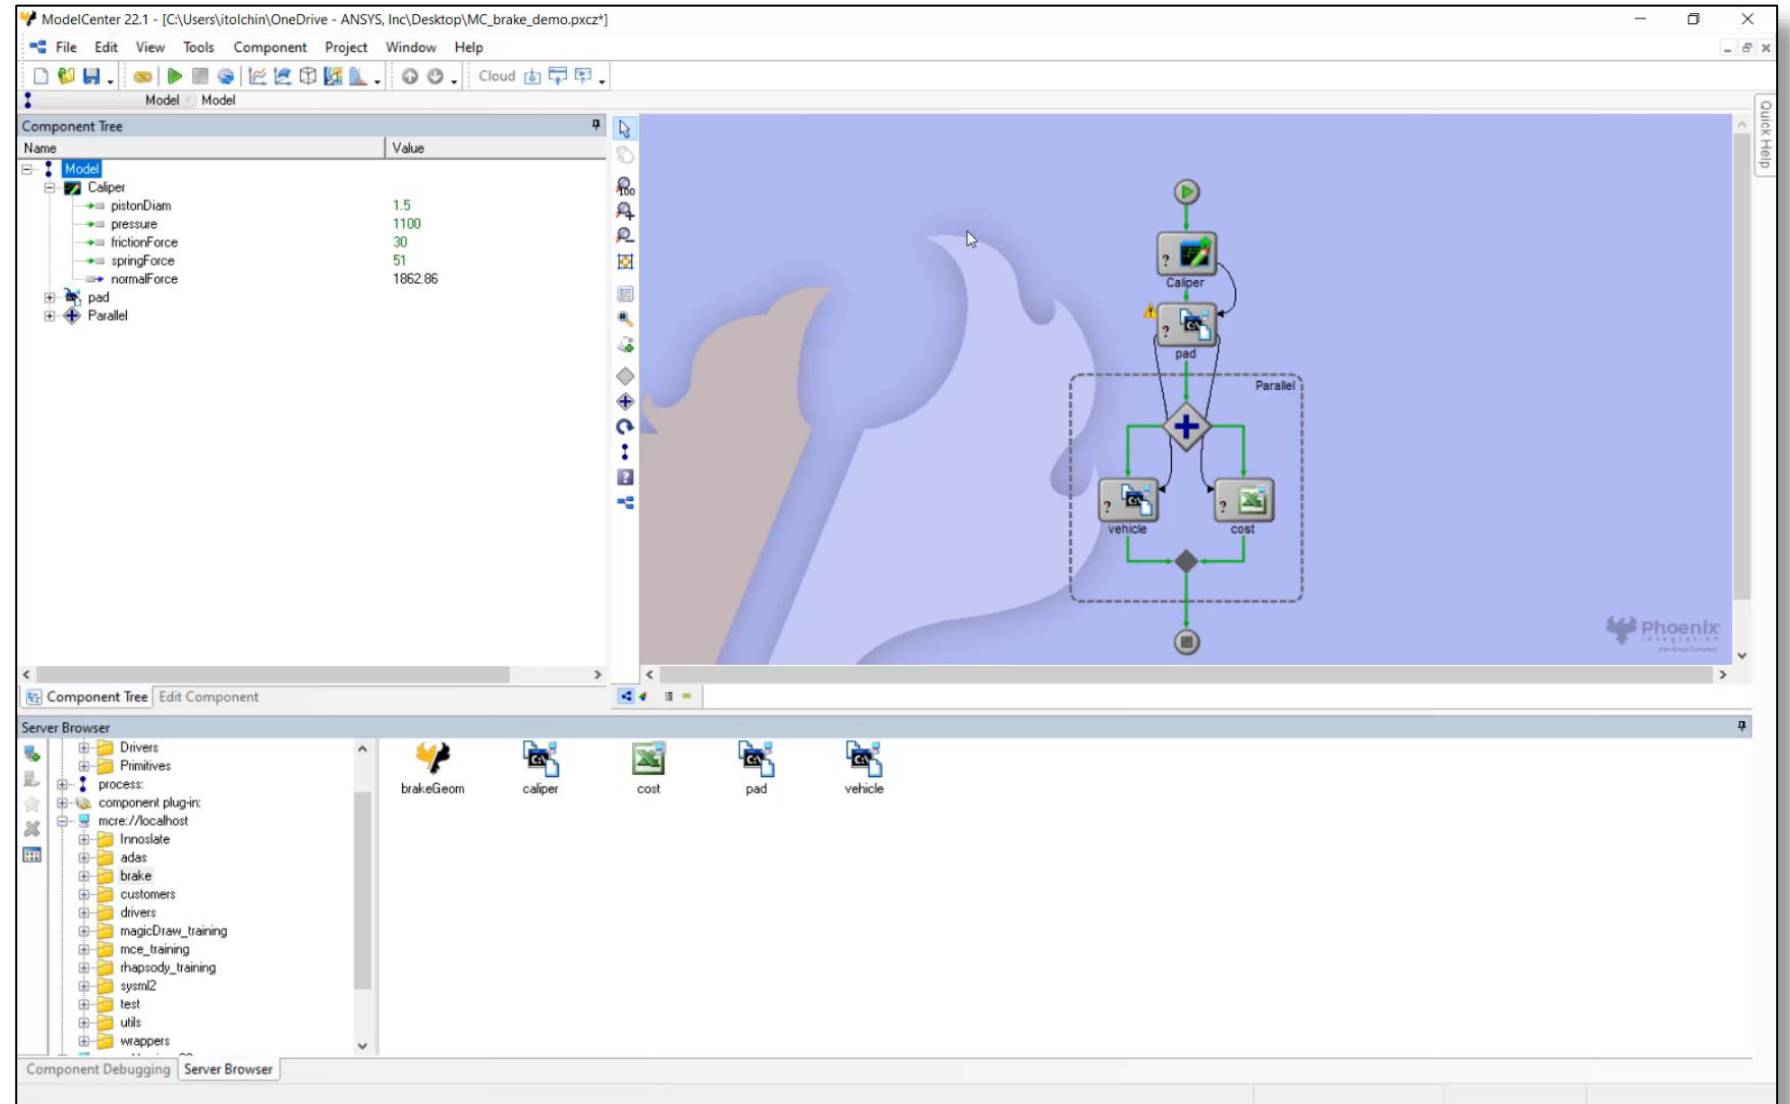 ModelCenter 22.1 - [C:\Users\itolchin\OneDrive - ANSYS, Inc\Desktop\MC_brake_demo.pxcz*]
File Edit View Tools Component Project Window Help
Cloud
Model Model
Quick Help
Component Tree
Name Value
Model
Caliper
pistonDiam 1.5
pressure 1100
frictionForce 30
springForce 51
normalForce 1862.86
pad
Parallel
100
? Caliper
? pad
Parallel
? vehicle
? cost
Phoenix
Integration
Component Tree Edit Component
Server Browser
Drivers
Primitives
process:
component plug-in:
mcre://localhost
Innoslate
adas
brake
customers
drivers
magicDraw_training
mce_training
rhapsody_training
sysml2
test
utils
wrappers
brakeGeom caliper cost pad vehicle
Component Debugging Server Browser